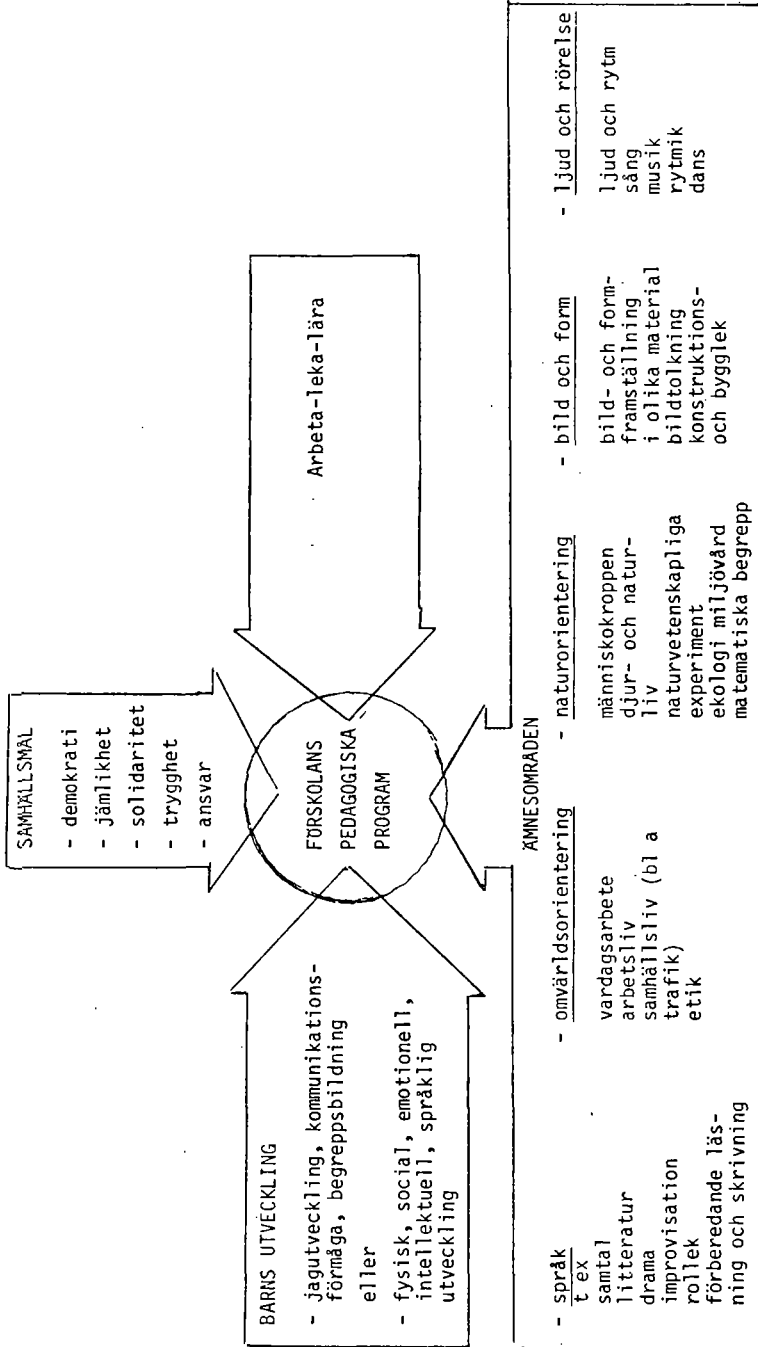 SAMHÄLLSMÅL
- demokrati
- jämlikhet
- solidaritet
- trygghet
- ansvar
BARNS UTVECKLING
- jagutveckling, kommunikations-
förmåga, begreppsbildning
eller
- fysisk, social, emotionell,
intellektuell, språklig
utveckling
FÖRSKOLANS
PEDAGOGISKA
PROGRAM
Arbeta-leka-lära
ÄMNESOMRÅDEN
- språk
t ex
samtal
litteratur
drama
improvisation
rollek
förberedande läs-
ning och skrivning
- omvärldsorientering
vardagsarbete
arbetsliv
samhällsliv (bl a
trafik)
etik
- naturorientering
människokroppen
djur- och natur-
liv
naturvetenskapliga
experiment
ekologi miljövård
matematiska begrepp
- bild och form
bild- och form-
framställning
i olika material
bildtolkning
konstruktions-
och bygglek
- ljud och rörelse
ljud och rytm
sång
musik
rytmik
dans